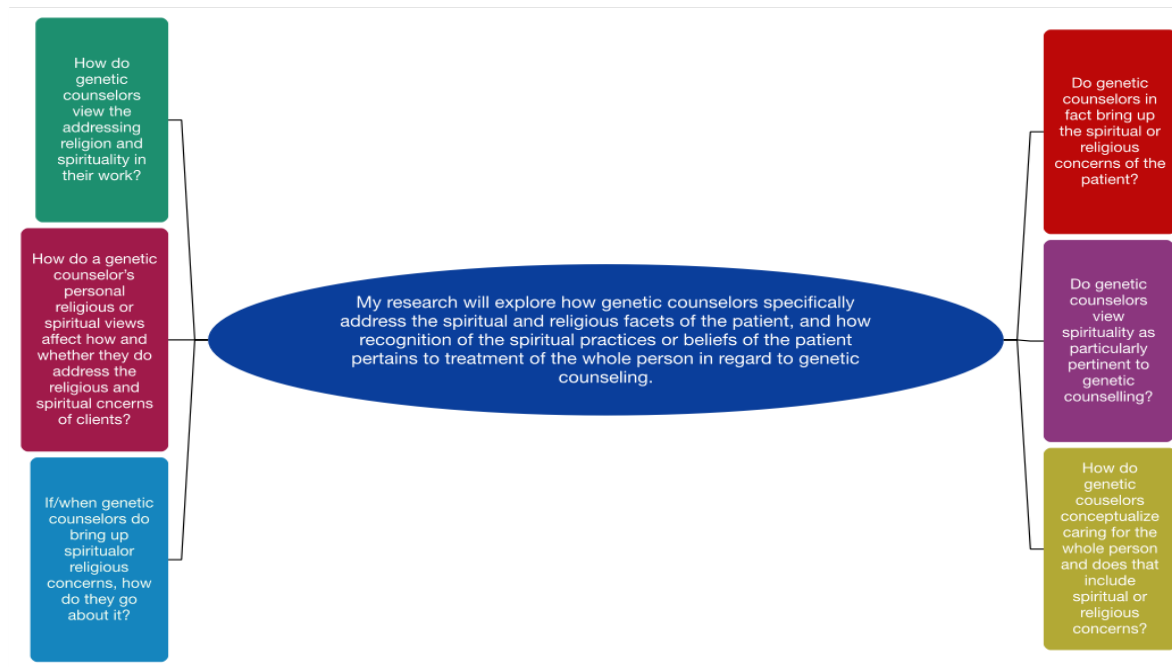 How do
genetic
counselors
view the
addressing
religion and
spirituality in
their work?
How do a genetic
counselor's
personal
religious or
spiritual views
affect how and
whether they do
address the
religious and
spiritual cncerns
of clients?
If/when genetic
counselors do
bring up
spiritualor
religious
concerns, how
do they go
about it?
My research will explore how genetic counselors specifically
address the spiritual and religious facets of the patient, and how
recognition of the spiritual practices or beliefs of the patient
pertains to treatment of the whole person in regard to genetic
counseling.
Do genetic
counselors in
fact bring up
the spiritual or
religious
concerns of the
patient?
Do genetic
counselors
view
spirituality as
particularly
pertinent to
genetic
counselling?
How do
genetic
couselors
conceptualize
caring for the
whole person
and does that
include
spiritual or
religious
concerns?